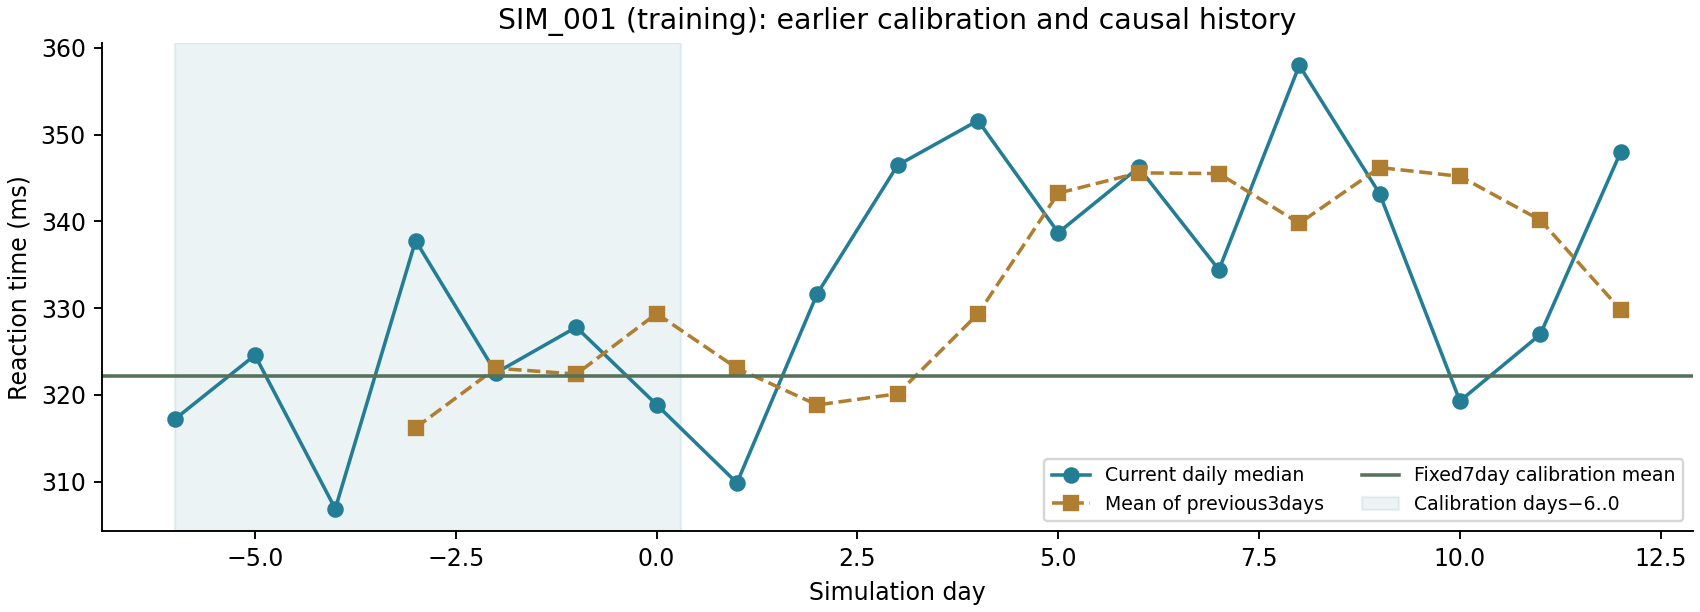 SIM_001 (training): earlier calibration and causal history
Reaction time (ms)
360
350
340
330
320
310
−5.0
−2.5
0.0
2.5
5.0
7.5
10.0
12.5
Simulation day
Current daily median
Mean of previous3days
Fixed7day calibration mean
Calibration days−6..0